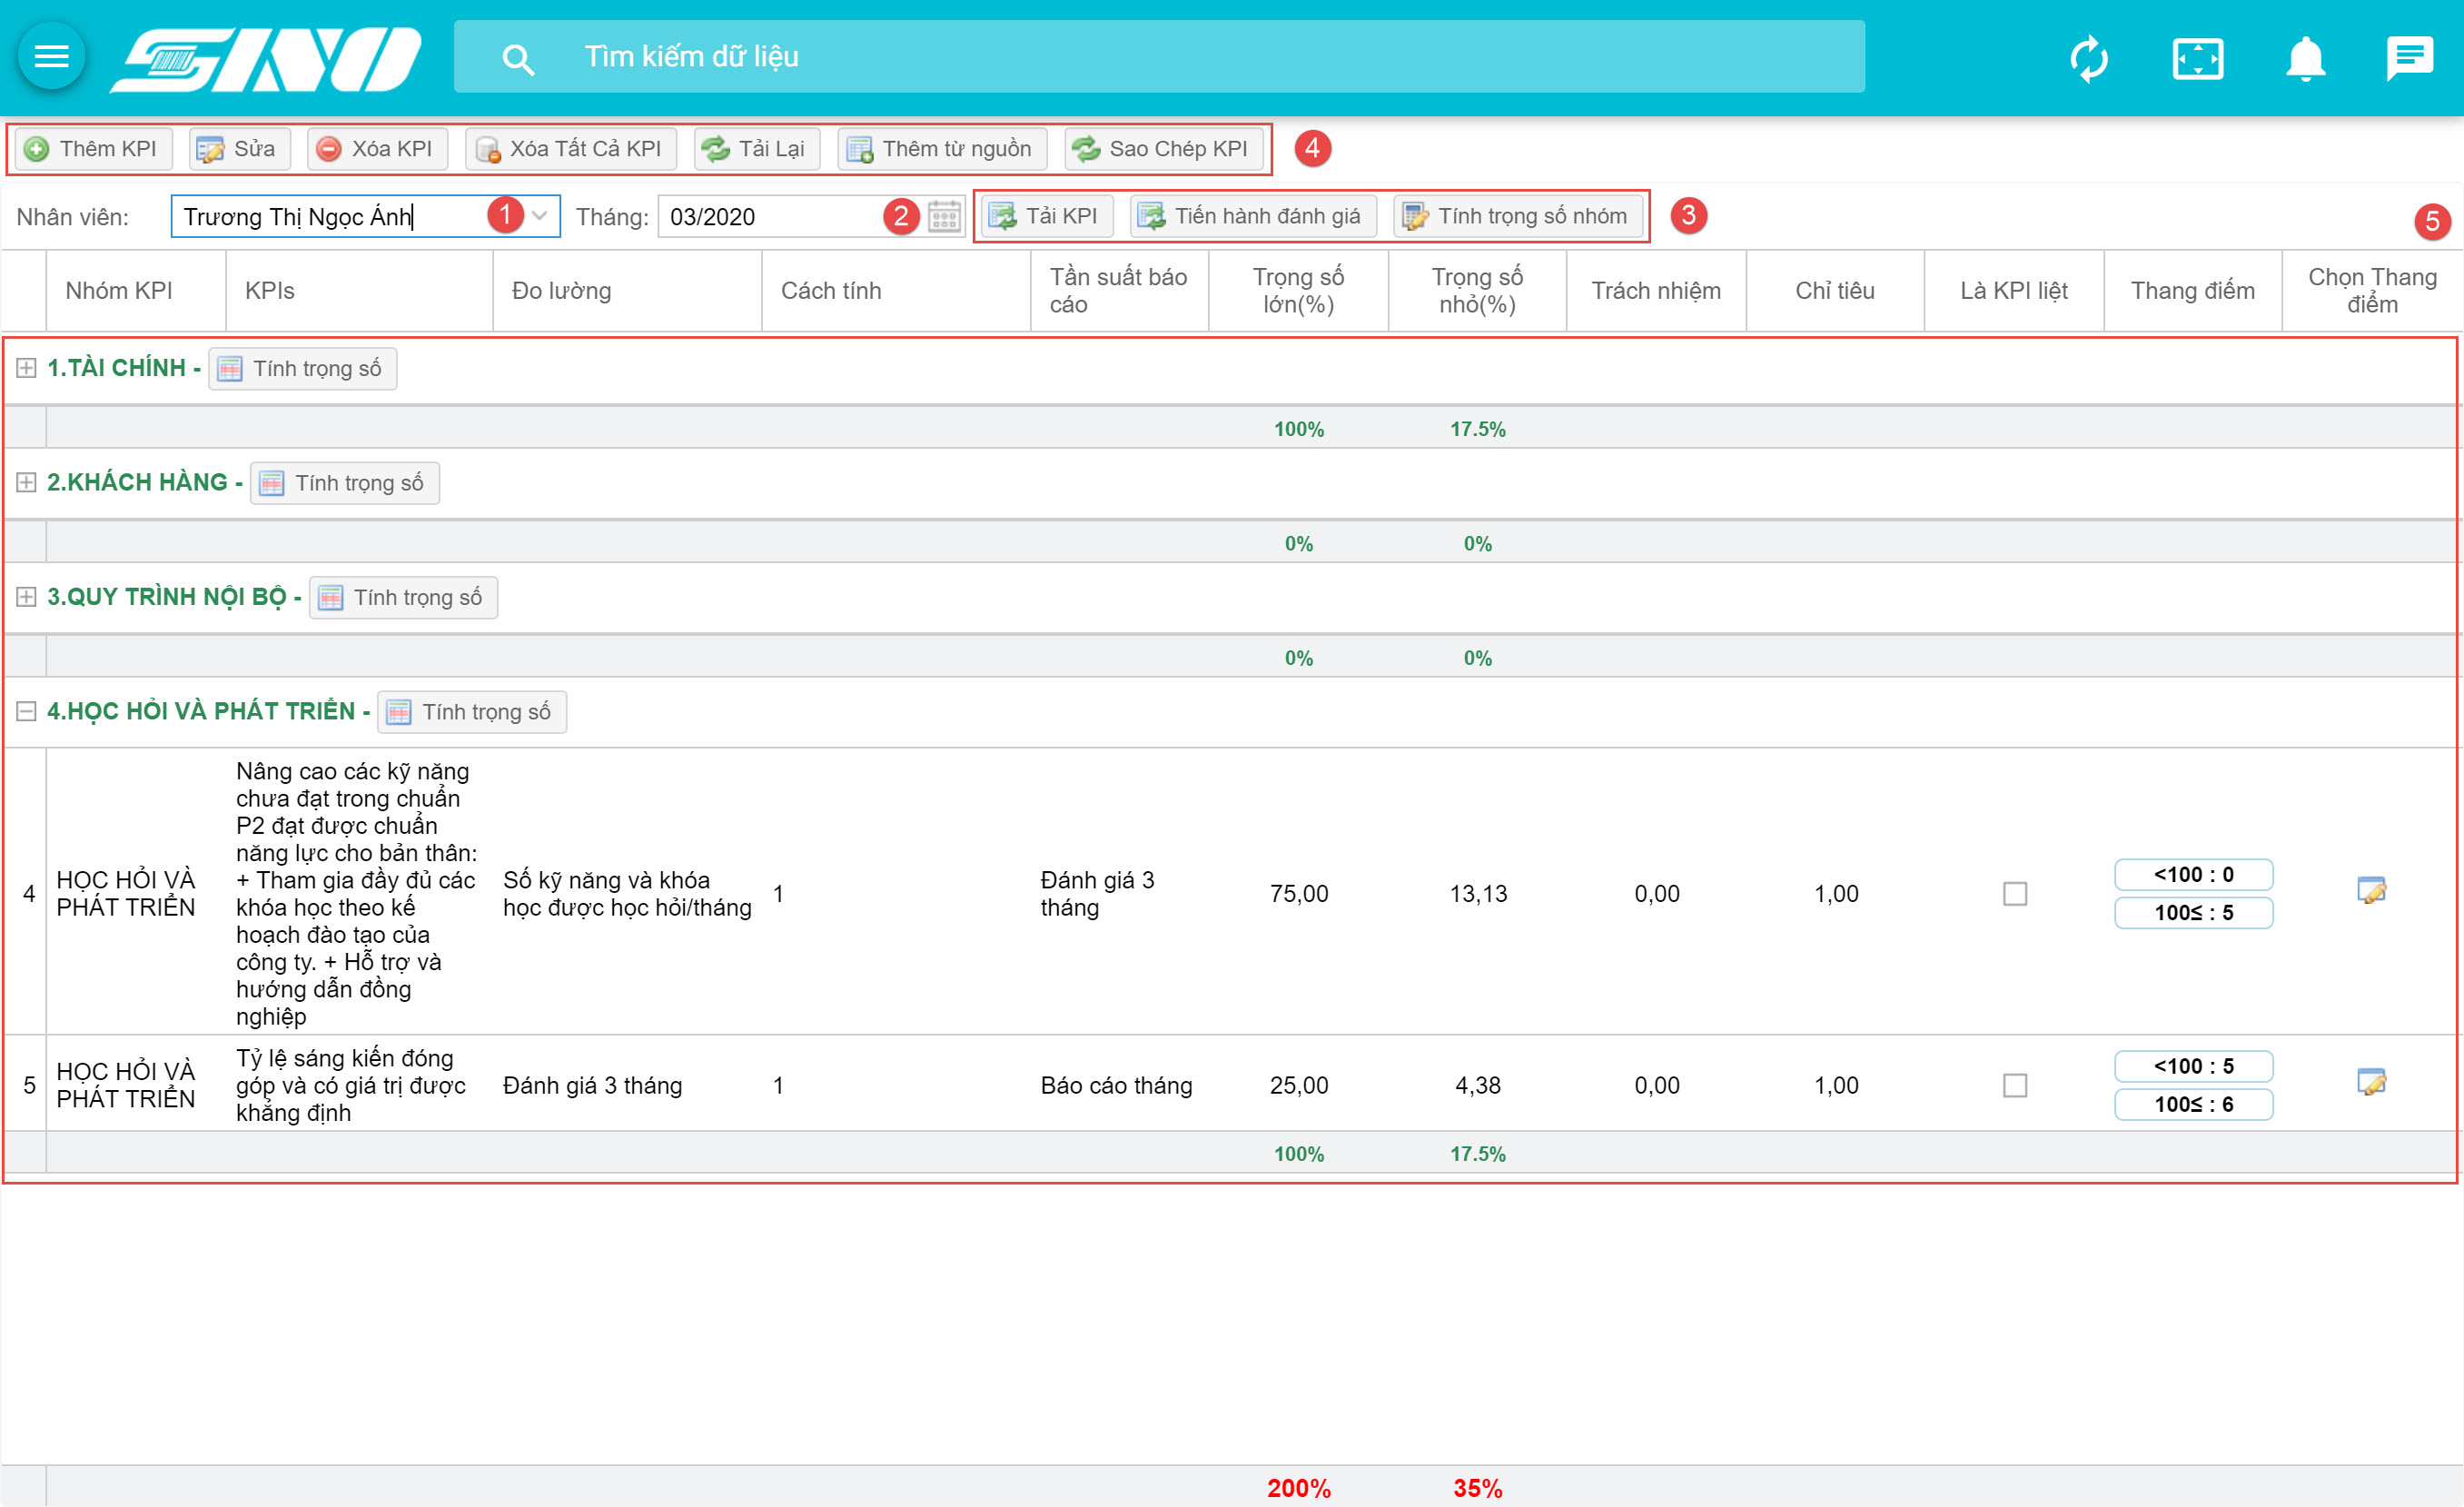 SINO
Tìm kiếm dữ liệu
Thêm KPI
Sửa
Xóa KPI
Xóa Tất Cả KPI
Tải Lại
Thêm từ nguồn
Sao Chép KPI
4
Nhân viên:
Trương Thị Ngọc Ánh
1
Tháng:
03/2020
2
Tải KPI
Tiến hành đánh giá
Tính trọng số nhóm
3
5
Nhóm KPI
KPIs
Đo lường
Cách tính
Tần suất báo
cáo
Trọng số
lớn(%)
Trọng số
nhỏ(%)
Trách nhiệm
Chỉ tiêu
Là KPI liệt
Thang điểm
Chọn Thang
điểm
1.TÀI CHÍNH -
Tính trọng số
100%
17.5%
2.KHÁCH HÀNG -
Tính trọng số
0%
0%
3.QUY TRÌNH NỘI BỘ -
Tính trọng số
0%
0%
4.HỌC HỎI VÀ PHÁT TRIỂN -
Tính trọng số
4
HỌC HỎI VÀ
PHÁT TRIỂN
Nâng cao các kỹ năng
chưa đạt trong chuẩn
P2 đạt được chuẩn
năng lực cho bản thân:
+ Tham gia đầy đủ các
khóa học theo kế
hoạch đào tạo của
công ty. + Hỗ trợ và
hướng dẫn đồng
nghiệp
Số kỹ năng và khóa
học được học hỏi/tháng
1
Đánh giá 3
tháng
75,00
13,13
0,00
1,00
<100 : 0
100≤ : 5
5
HỌC HỎI VÀ
PHÁT TRIỂN
Tỷ lệ sáng kiến đóng
góp và có giá trị được
khẳng định
Đánh giá 3 tháng
1
Báo cáo tháng
25,00
4,38
0,00
1,00
<100 : 5
100≤ : 6
100%
17.5%
200%
35%